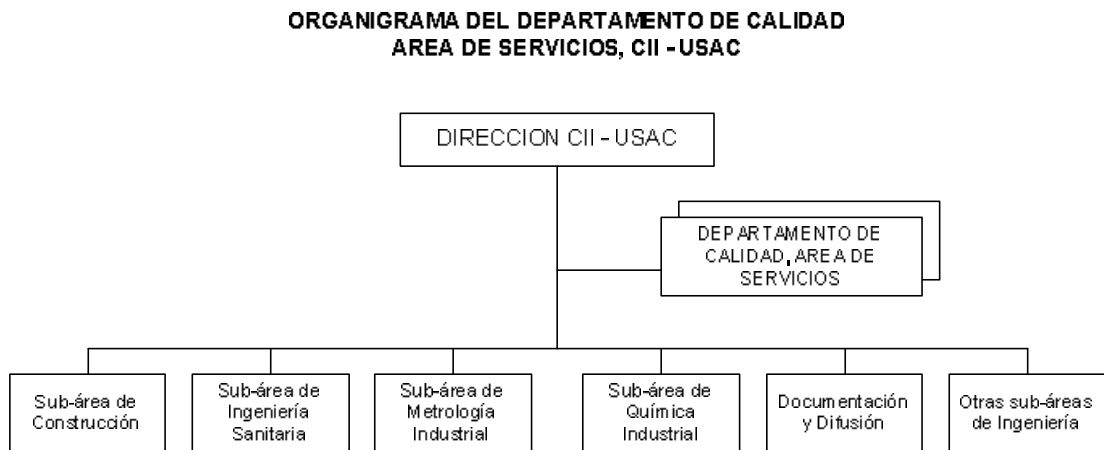 ORGANIGRAMA DEL DEPARTAMENTO DE CALIDAD
AREA DE SERVICIOS, CII - USAC
DIRECCION CII - USAC
DEPARTAMENTO DE
CALIDAD, AREA DE
SERVICIOS
Sub-área de
Construcción
Sub-área de
Ingeniería
Sanitaria
Sub-área de
Metrología
Industrial
Sub-área de
Química
Industrial
Documentación
y Difusión
Otras sub-áreas
de Ingeniería